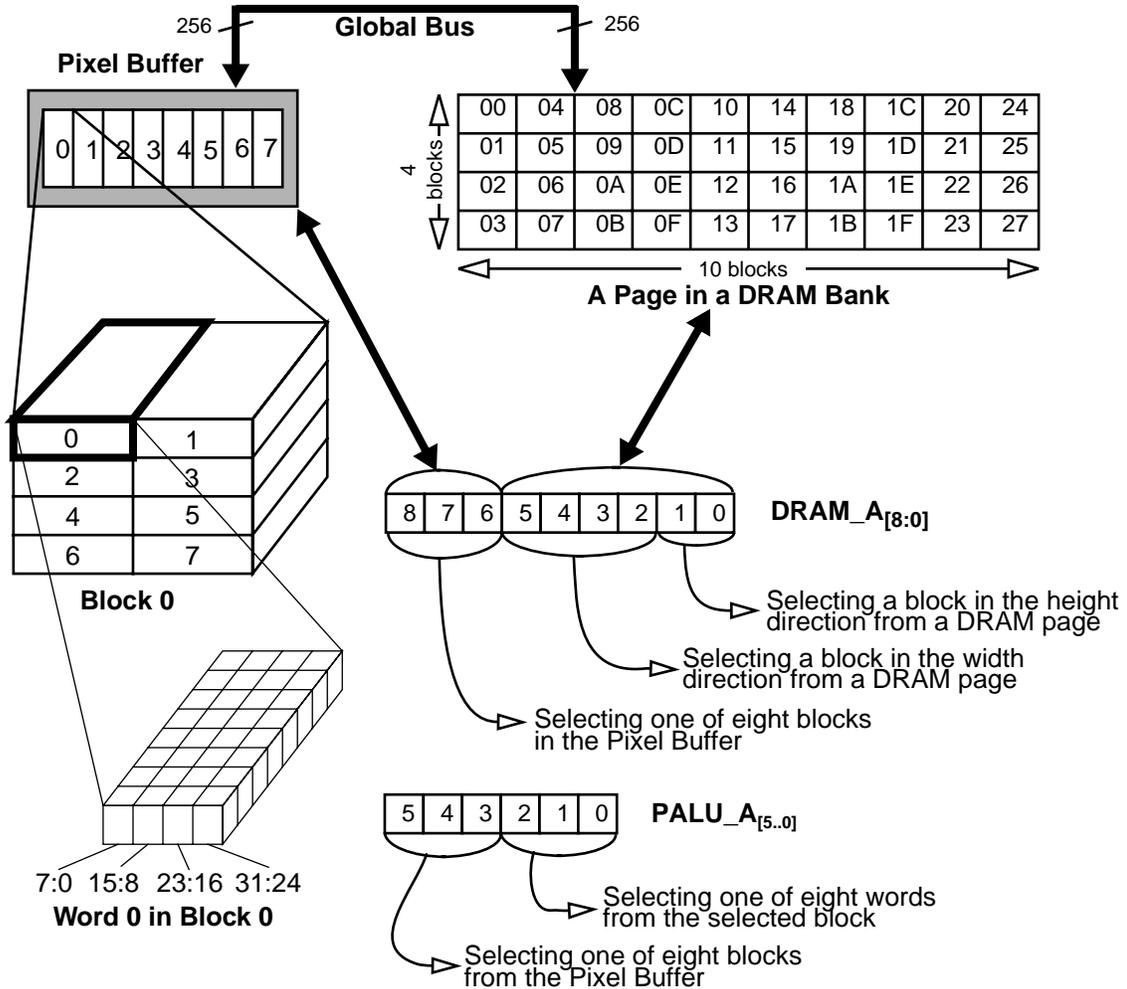 256
Global Bus
256
Pixel Buffer
0 1 2 3 4 5 6 7
4
blocks
00 04 08 0C 10 14 18 1C 20 24
01 05 09 0D 11 15 19 1D 21 25
02 06 0A 0E 12 16 1A 1E 22 26
03 07 0B 0F 13 17 1B 1F 23 27
10 blocks
A Page in a DRAM Bank
0 1
2 3
4 5
6 7
Block 0
8 7 6 5 4 3 2 1 0
DRAM_A[8:0]
Selecting a block in the height
direction from a DRAM page
Selecting a block in the width
direction from a DRAM page
Selecting one of eight blocks
in the Pixel Buffer
5 4 3 2 1 0
PALU_A[5..0]
Selecting one of eight words
from the selected block
Selecting one of eight blocks
from the Pixel Buffer
7:0 15:8 23:16 31:24
Word 0 in Block 0